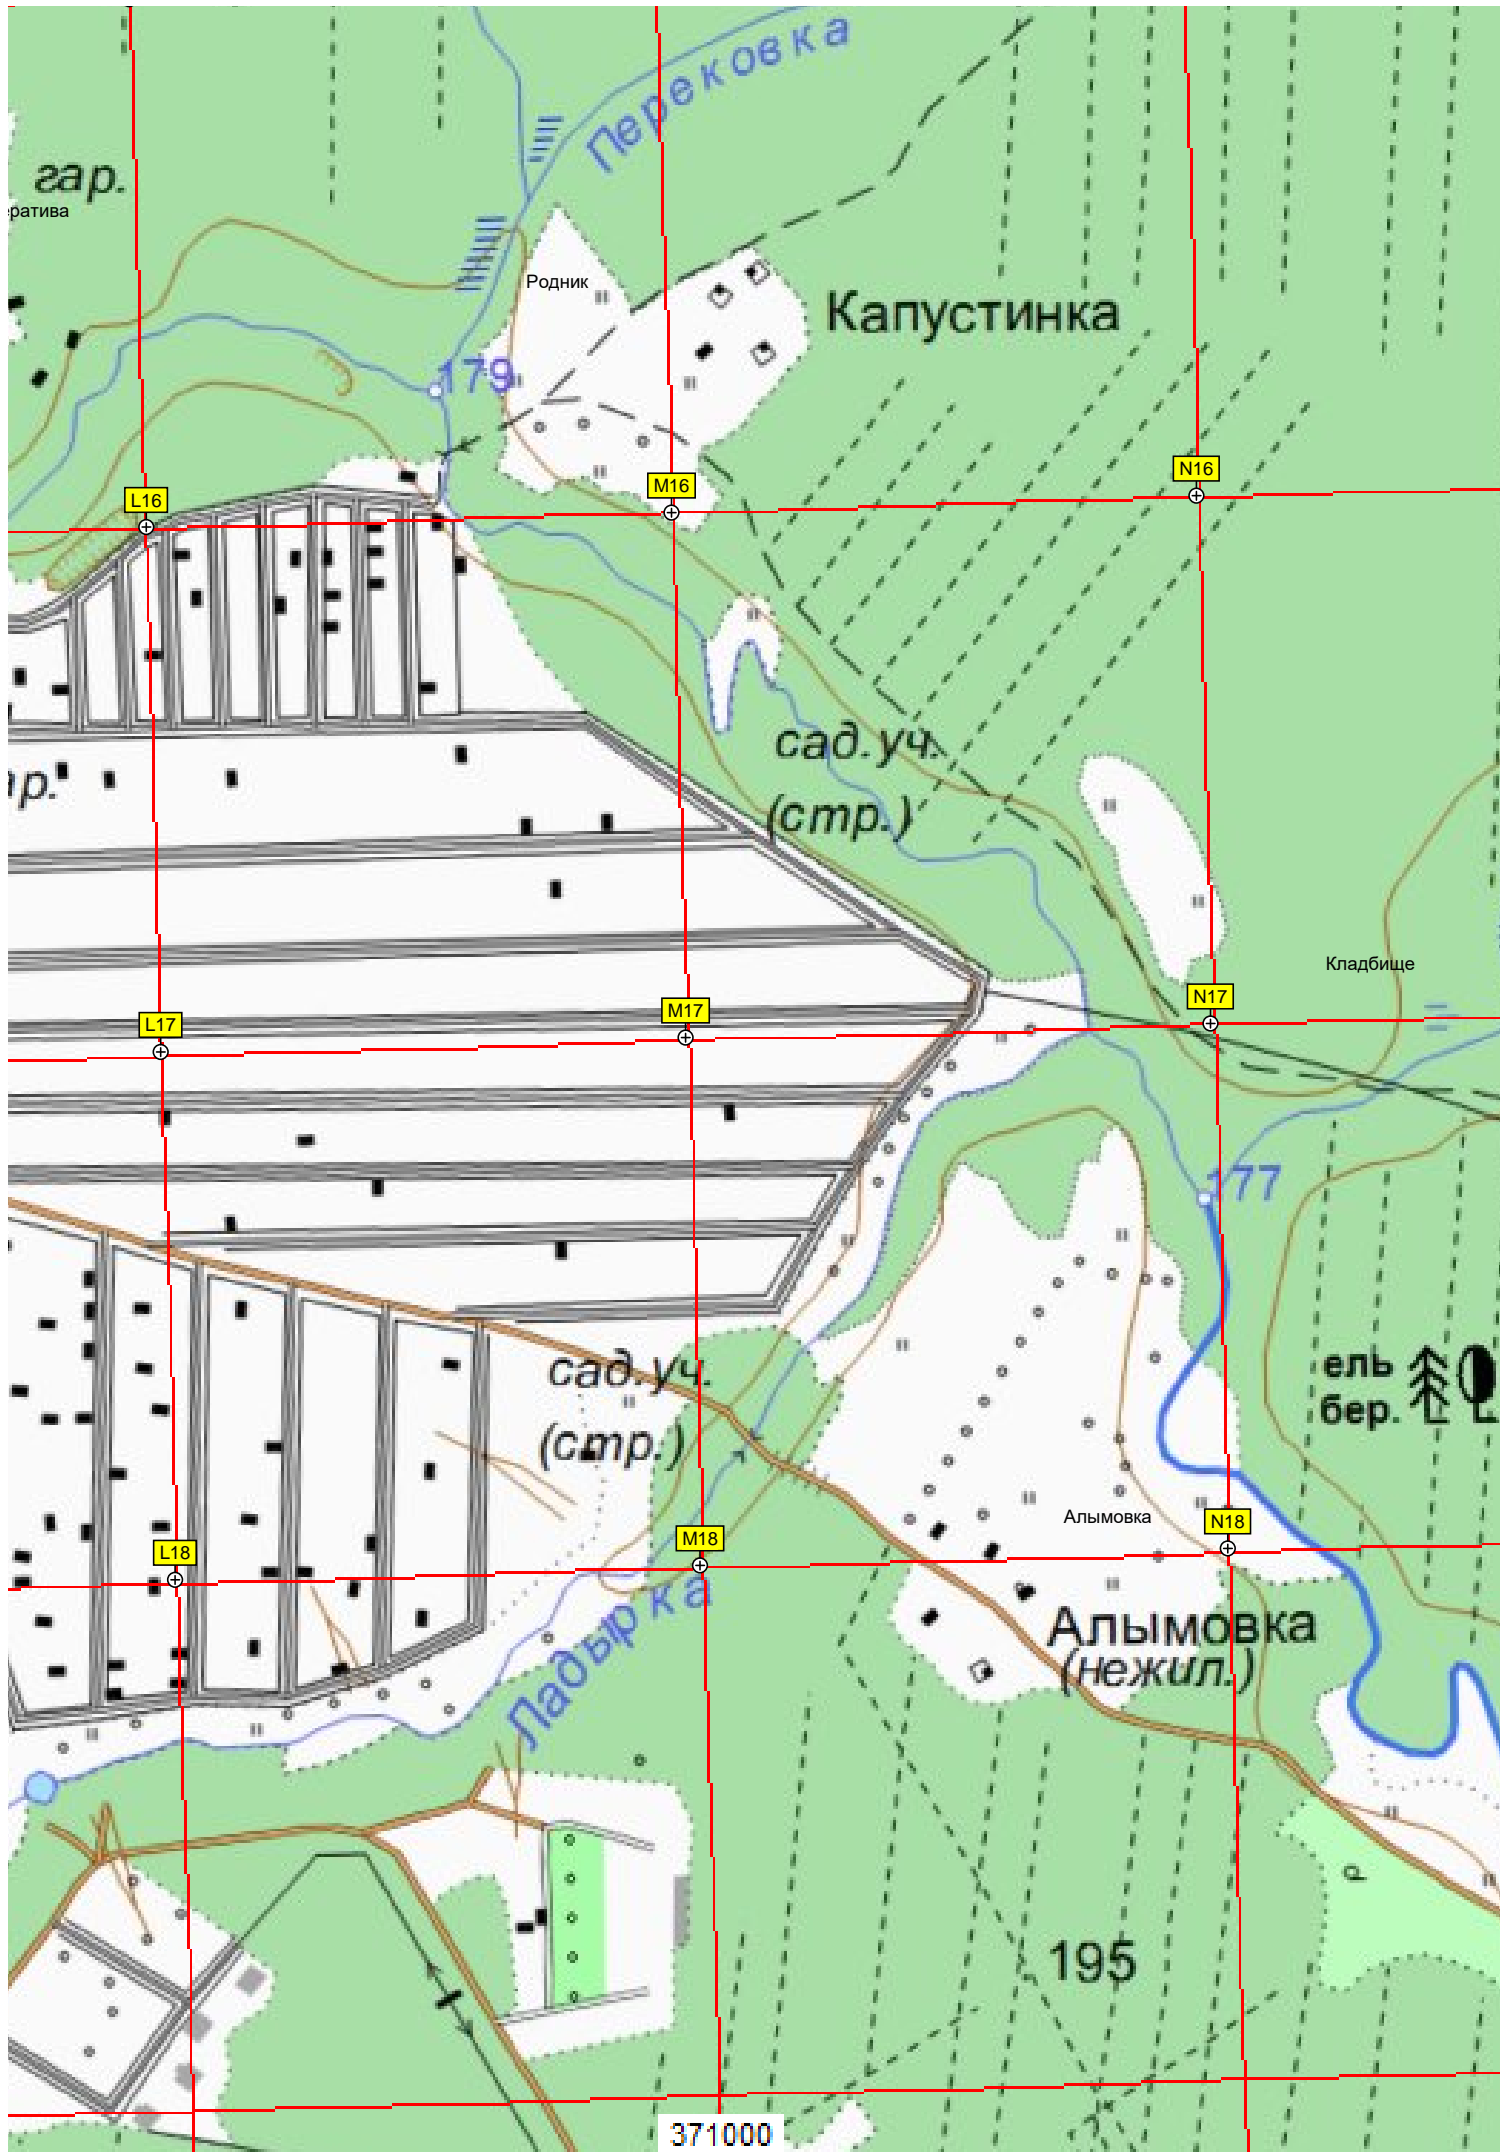 Перековка
гар.
Родник
Капустинка
179
L16
M16
N16
сад.уч.
(стр.)
Кладбище
L17
M17
N17
177
сад.уч.
(стр.)
ель
бер.
Алымовка
L18
M18
N18
Ладырка
Алымовка
(нежил.)
р
195
371000